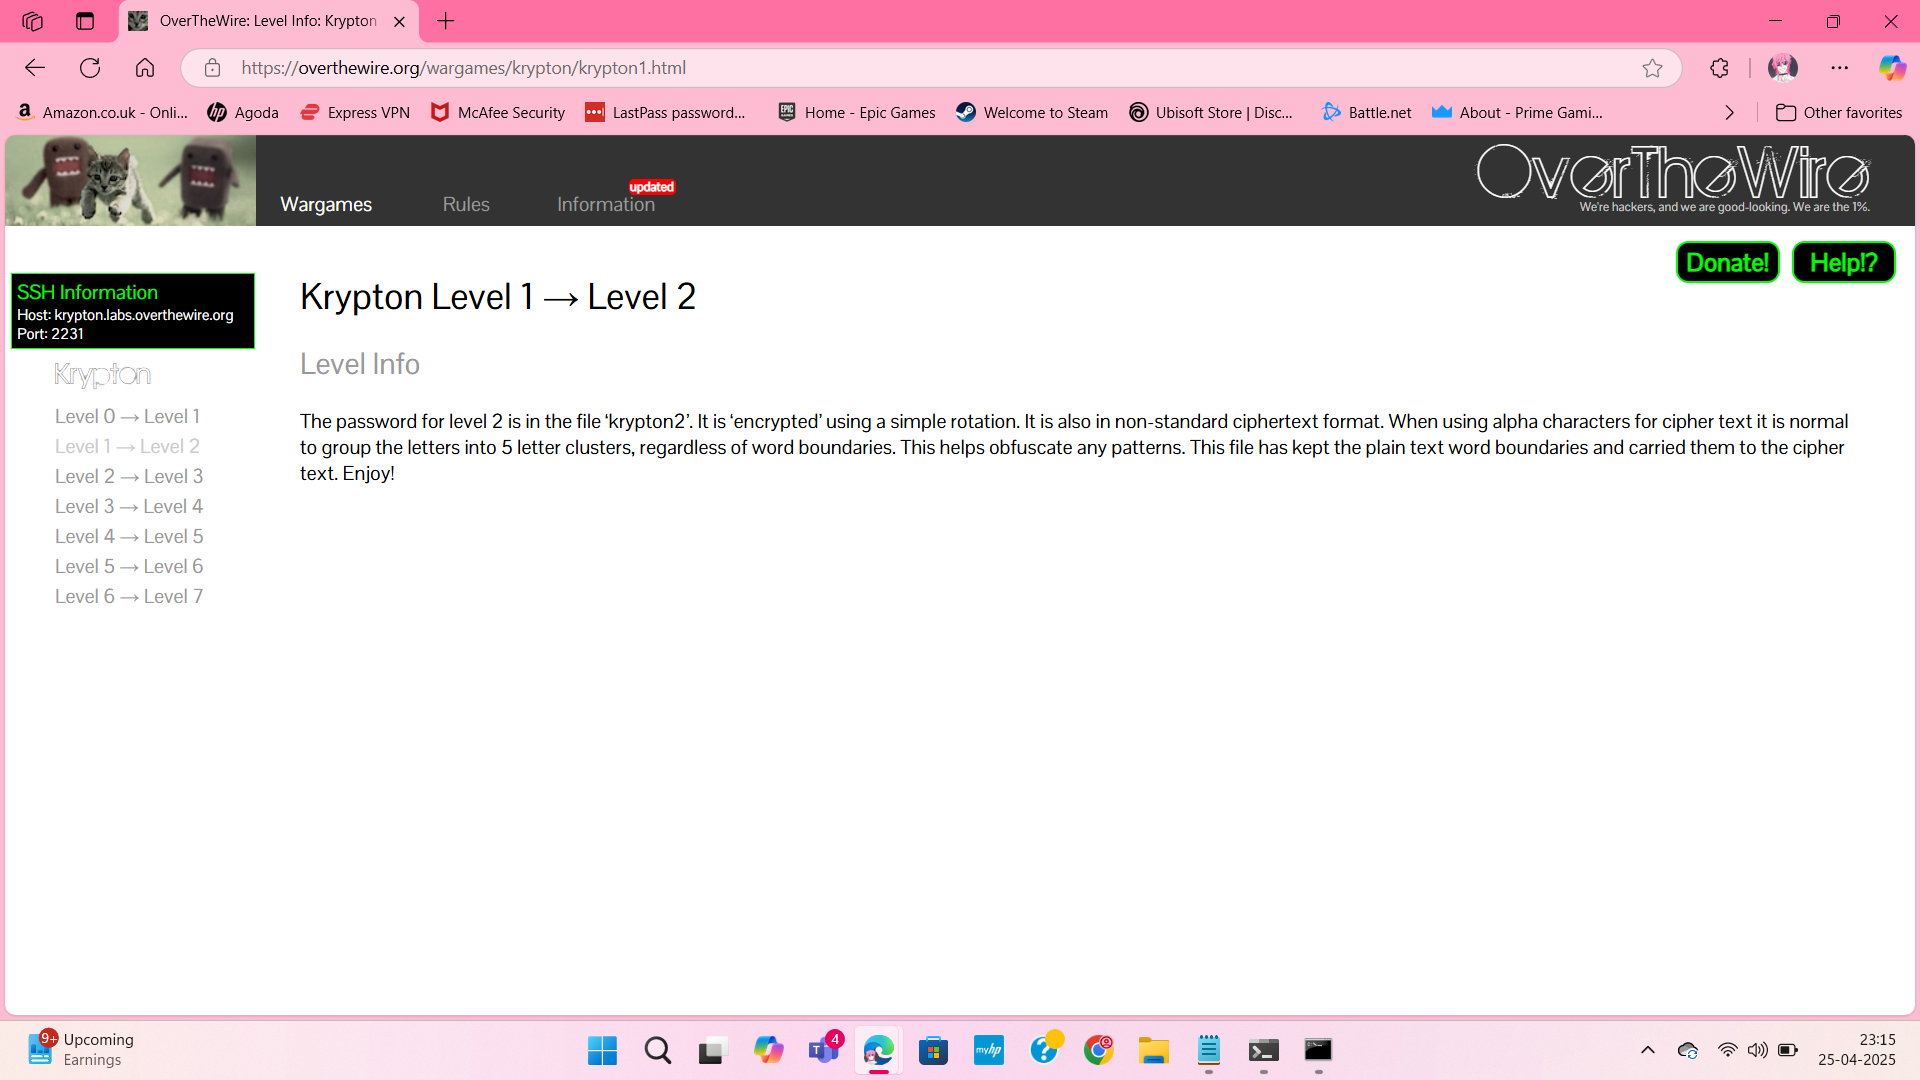 OverTheWire: Level Info: Krypton
https://overthewire.org/wargames/krypton/krypton1.html
Amazon.co.uk - Onli...
Agoda
Express VPN
McAfee Security
LastPass password...
Home - Epic Games
Welcome to Steam
Ubisoft Store | Disc...
Battle.net
About - Prime Gami...
Other favorites
Wargames
Rules
Information
updated
OverTheWire
We're hackers, and we are good-looking. We are the 1%.
Donate!
Help!?
SSH Information
Host: krypton.labs.overthewire.org
Port: 2231
Krypton
Level 0 → Level 1
Level 1 → Level 2
Level 2 → Level 3
Level 3 → Level 4
Level 4 → Level 5
Level 5 → Level 6
Level 6 → Level 7
Krypton Level 1 → Level 2
Level Info
The password for level 2 is in the file ‘krypton2’. It is ‘encrypted’ using a simple rotation. It is also in non-standard ciphertext format. When using alpha characters for cipher text it is normal
to group the letters into 5 letter clusters, regardless of word boundaries. This helps obfuscate any patterns. This file has kept the plain text word boundaries and carried them to the cipher
text. Enjoy!
9+
Upcoming
Earnings
4
myhp
23:15
25-04-2025